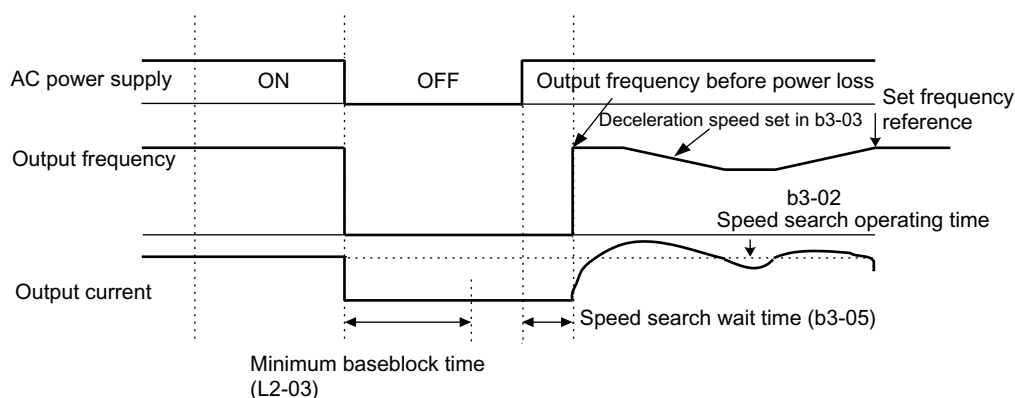 AC power supply
ON
OFF
Output frequency before power loss
Deceleration speed set in b3-03
Set frequency
reference
Output frequency
b3-02
Speed search operating time
Output current
Speed search wait time (b3-05)
Minimum baseblock time
(L2-03)